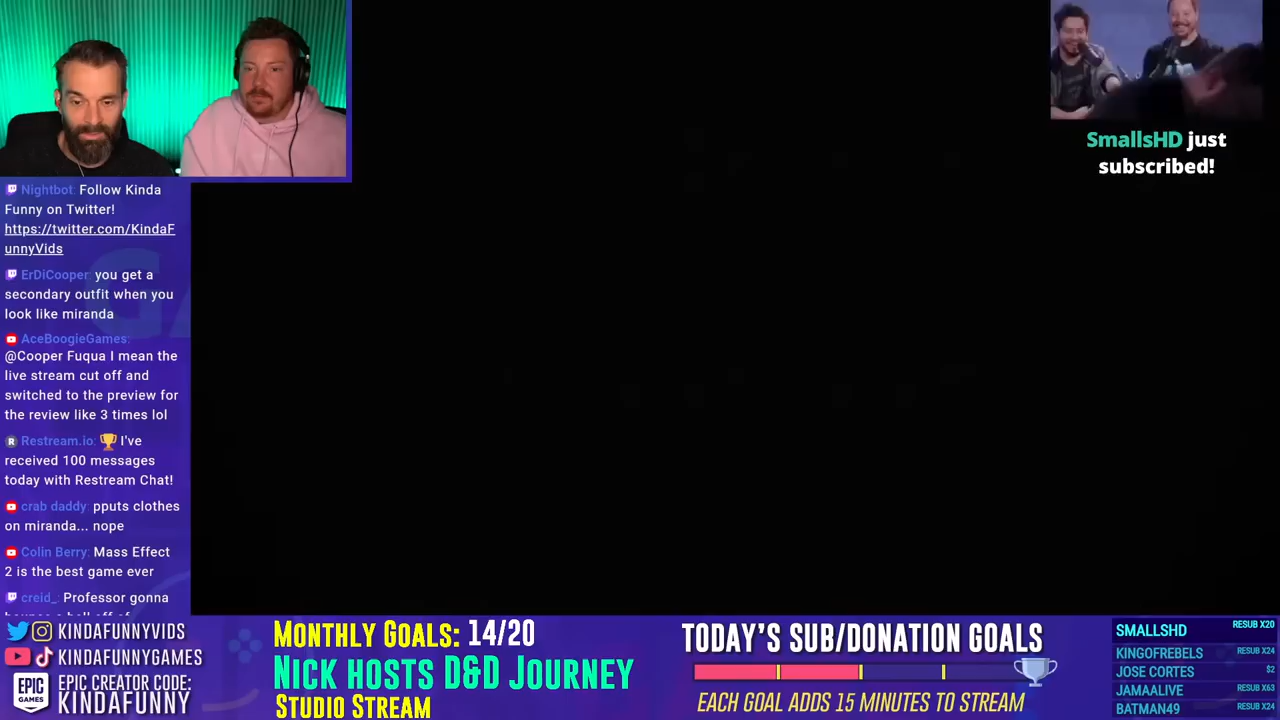 SmallsHD just
subscribed!
Nightbot: Follow Kinda
Funny on Twitter!
https://twitter.com/KindaF
unnyVids
ErDiCooper: you get a
secondary outfit when you
look like miranda
AceBoogieGames:
@Cooper Fuqua I mean the
live stream cut off and
switched to the preview for
the review like 3 times lol
Restream.io: 🏆 I've
received 100 messages
today with Restream Chat!
crab daddy: pputs clothes
on miranda... nope
Colin Berry: Mass Effect
2 is the best game ever
creid_: Professor gonna
KINDAFUNNYVIDS
KINDAFUNNYGAMES
EPIC GAMES
EPIC CREATOR CODE:
KINDAFUNNY
MONTHLY GOALS: 14/20
NICK HOSTS D&D JOURNEY
STUDIO STREAM
TODAY'S SUB/DONATION GOALS
EACH GOAL ADDS 15 MINUTES TO STREAM
SMALLSHD RESUB X20
KINGOFREBELS RESUB X24
JOSE CORTES $2
JAMAALIVE RESUB X63
BATMAN49 RESUB X24